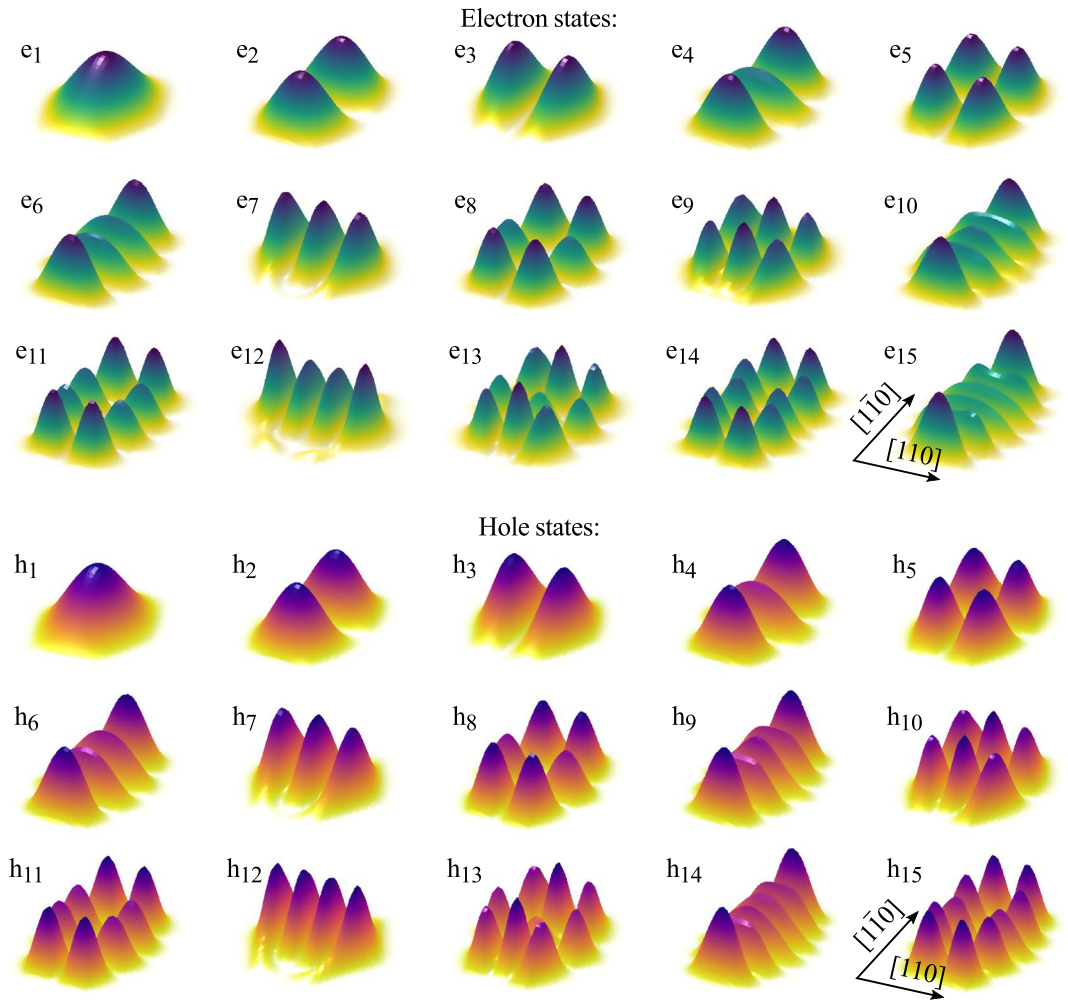 Electron states:
e₁ e₂ e₃ e₄ e₅
e₆ e₇ e₈ e₉ e₁₀
e₁₁ e₁₂ e₁₃ e₁₄ e₁₅
[11̄0]
[110]
Hole states:
h₁ h₂ h₃ h₄ h₅
h₆ h₇ h₈ h₉ h₁₀
h₁₁ h₁₂ h₁₃ h₁₄ h₁₅
[11̄0]
[110]